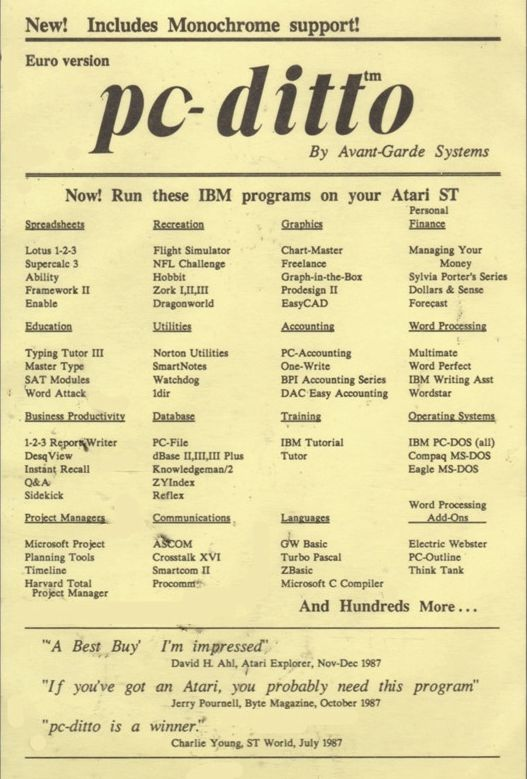 New! Includes Monochrome support!
Euro version
pc-ditto™
By Avant-Garde Systems
Now! Run these IBM programs on your Atari ST
Spreadsheets
Lotus 1-2-3
Supercalc 3
Ability
Framework II
Enable
Recreation
Flight Simulator
NFL Challenge
Hobbit
Zork I,II,III
Dragonworld
Graphics
Chart-Master
Freelance
Graph-in-the-Box
Prodesign II
EasyCAD
Personal
Finance
Managing Your
Money
Sylvia Porter's Series
Dollars & Sense
Forecast
Education
Typing Tutor III
Master Type
SAT Modules
Word Attack
Utilities
Norton Utilities
SmartNotes
Watchdog
1dir
Accounting
PC-Accounting
One-Write
BPI Accounting Series
DAC Easy Accounting
Word Processing
Multimate
Word Perfect
IBM Writing Asst
Wordstar
Business Productivity
1-2-3 Report Writer
DesqView
Instant Recall
Q&A
Sidekick
Database
PC-File
dBase II,III,III Plus
Knowledgeman/2
ZYIndex
Reflex
Training
IBM Tutorial
Tutor
Operating Systems
IBM PC-DOS (all)
Compaq MS-DOS
Eagle MS-DOS
Project Managers
Microsoft Project
Planning Tools
Timeline
Harvard Total
Project Manager
Communications
ASCOM
Crosstalk XVI
Smartcom II
Procomm
Languages
GW Basic
Turbo Pascal
ZBasic
Microsoft C Compiler
Word Processing
Add-Ons
Electric Webster
PC-Outline
Think Tank
And Hundreds More...
"'A Best Buy' I'm impressed"
David H. Ahl, Atari Explorer, Nov-Dec 1987
"If you've got an Atari, you probably need this program"
Jerry Pournell, Byte Magazine, October 1987
"pc-ditto is a winner."
Charlie Young, ST World, July 1987